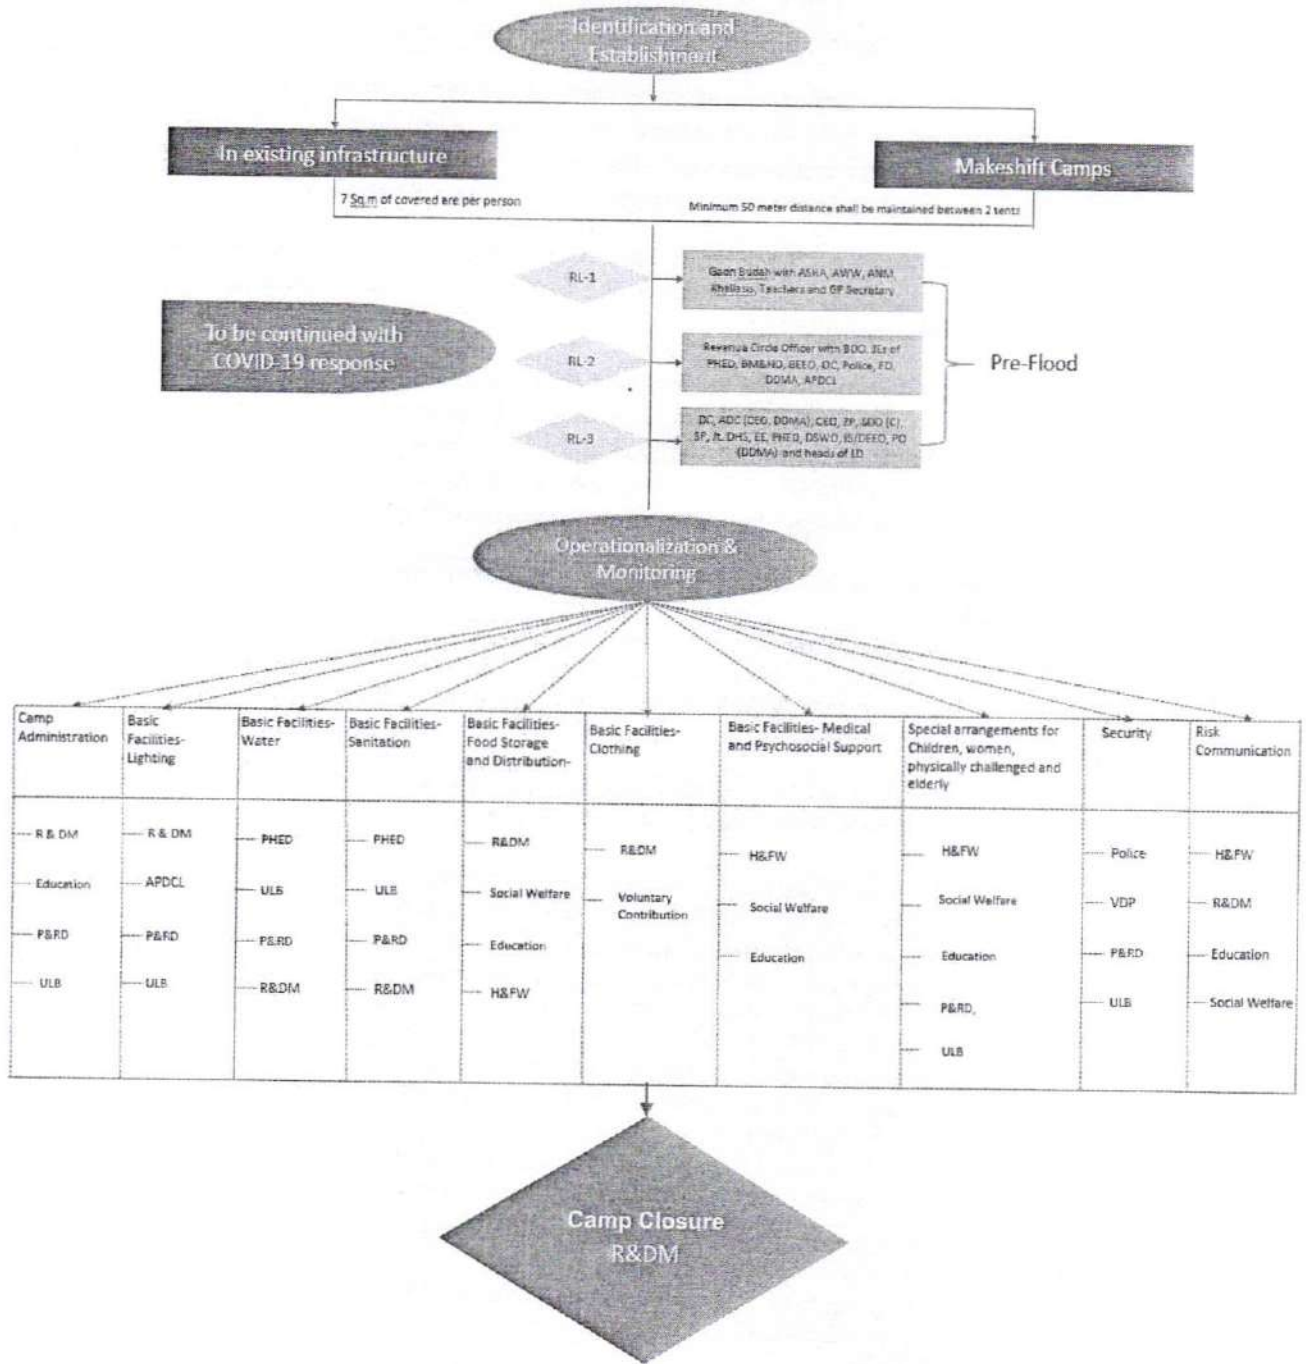 Identification and
Establishment
In existing infrastructure
Makeshift Camps
7 Sq.m of covered are per person
Minimum 50 meter distance shall be maintained between 2 tents
RL-1
Gaon Budah with ASHA, AWW, ANM,
Khallasis, Teachers and GP Secretary
To be continued with
COVID-19 response
RL-2
Revenue Circle Officer with BDO, JEs of
PHED, BM&HO, BEEO, OC, Police, FD,
DDMA, APDCL
Pre-Flood
RL-3
DC, ADC (CEO, DDMA), CEO, ZP, SDO (C),
SP, Jt. DHS, EE, PHED, DSWO, IS/DEEO, PO
(DDMA) and heads of LD
Operationalization &
Monitoring
Camp
Administration
R & DM
Education
P&RD
ULB
Basic
Facilities-
Lighting
R & DM
APDCL
P&RD
ULB
Basic Facilities-
Water
PHED
ULB
P&RD
R&DM
Basic Facilities-
Sanitation
PHED
ULB
P&RD
R&DM
Basic Facilities-
Food Storage
and Distribution-
R&DM
Social Welfare
Education
H&FW
Basic Facilities-
Clothing
R&DM
Voluntary
Contribution
Basic Facilities- Medical
and Psychosocial Support
H&FW
Social Welfare
Education
Special arrangements for
Children, women,
physically challenged and
elderly
H&FW
Social Welfare
Education
P&RD,
ULB
Security
Police
VDP
P&RD
ULB
Risk
Communication
H&FW
R&DM
Education
Social Welfare
Camp Closure
R&DM